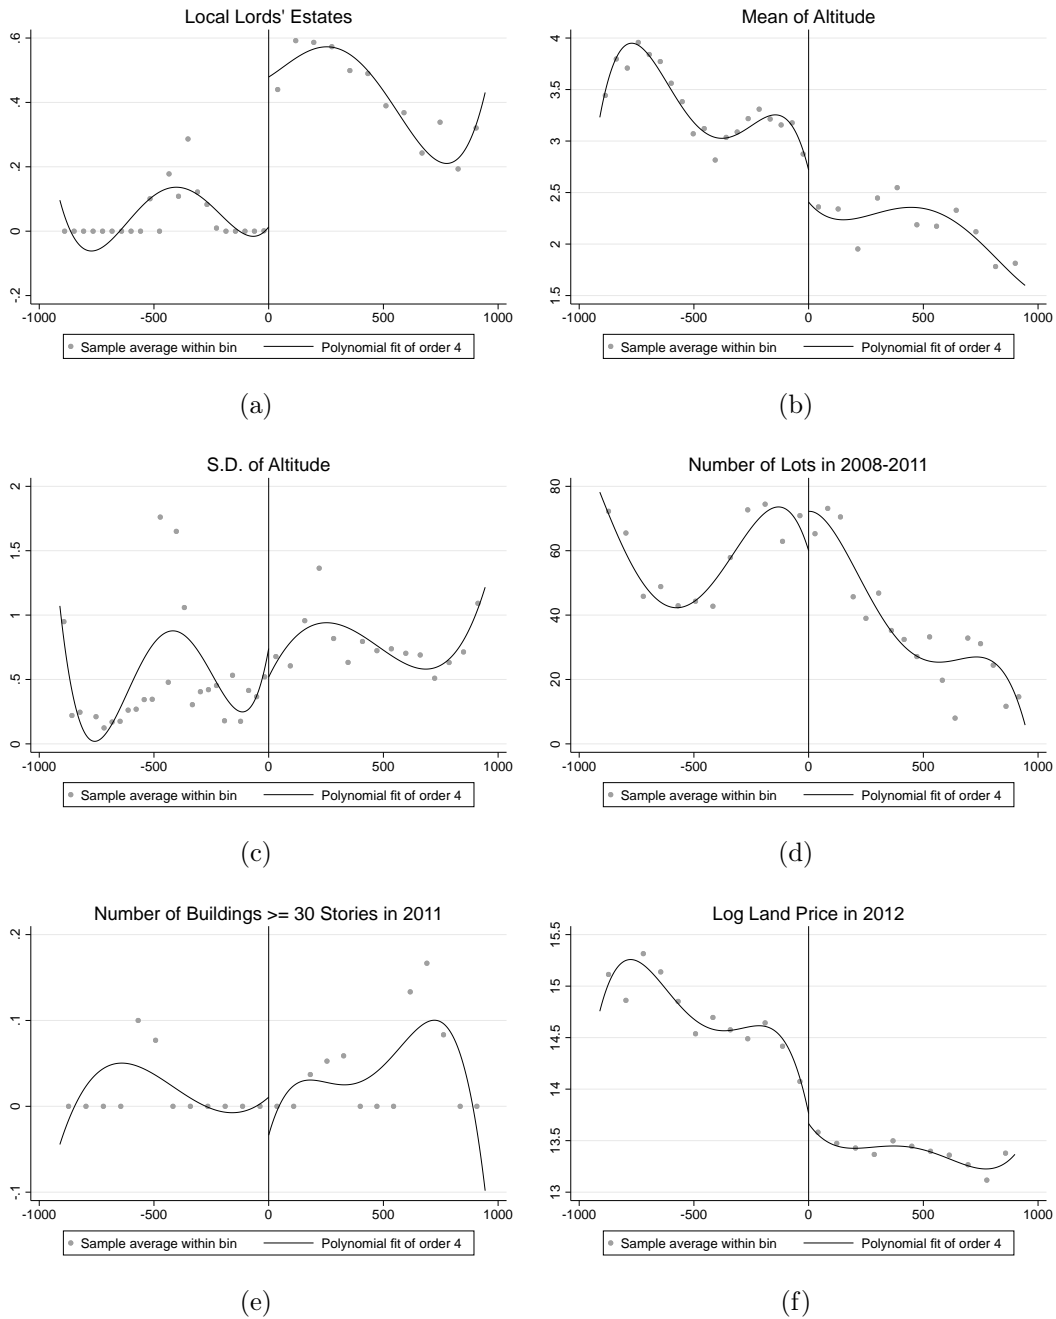 Local Lords' Estates
.6
.4
.2
0
-.2
-1000 -500 0 500 1000
Sample average within bin Polynomial fit of order 4
(a)
Mean of Altitude
4
3.5
3
2.5
2
1.5
-1000 -500 0 500 1000
Sample average within bin Polynomial fit of order 4
(b)
S.D. of Altitude
2
1.5
1
.5
0
-1000 -500 0 500 1000
Sample average within bin Polynomial fit of order 4
(c)
Number of Lots in 2008-2011
80
60
40
20
0
-1000 -500 0 500 1000
Sample average within bin Polynomial fit of order 4
(d)
Number of Buildings >= 30 Stories in 2011
.2
.1
0
-.1
-1000 -500 0 500 1000
Sample average within bin Polynomial fit of order 4
(e)
Log Land Price in 2012
15.5
15
14.5
14
13.5
13
-1000 -500 0 500 1000
Sample average within bin Polynomial fit of order 4
(f)